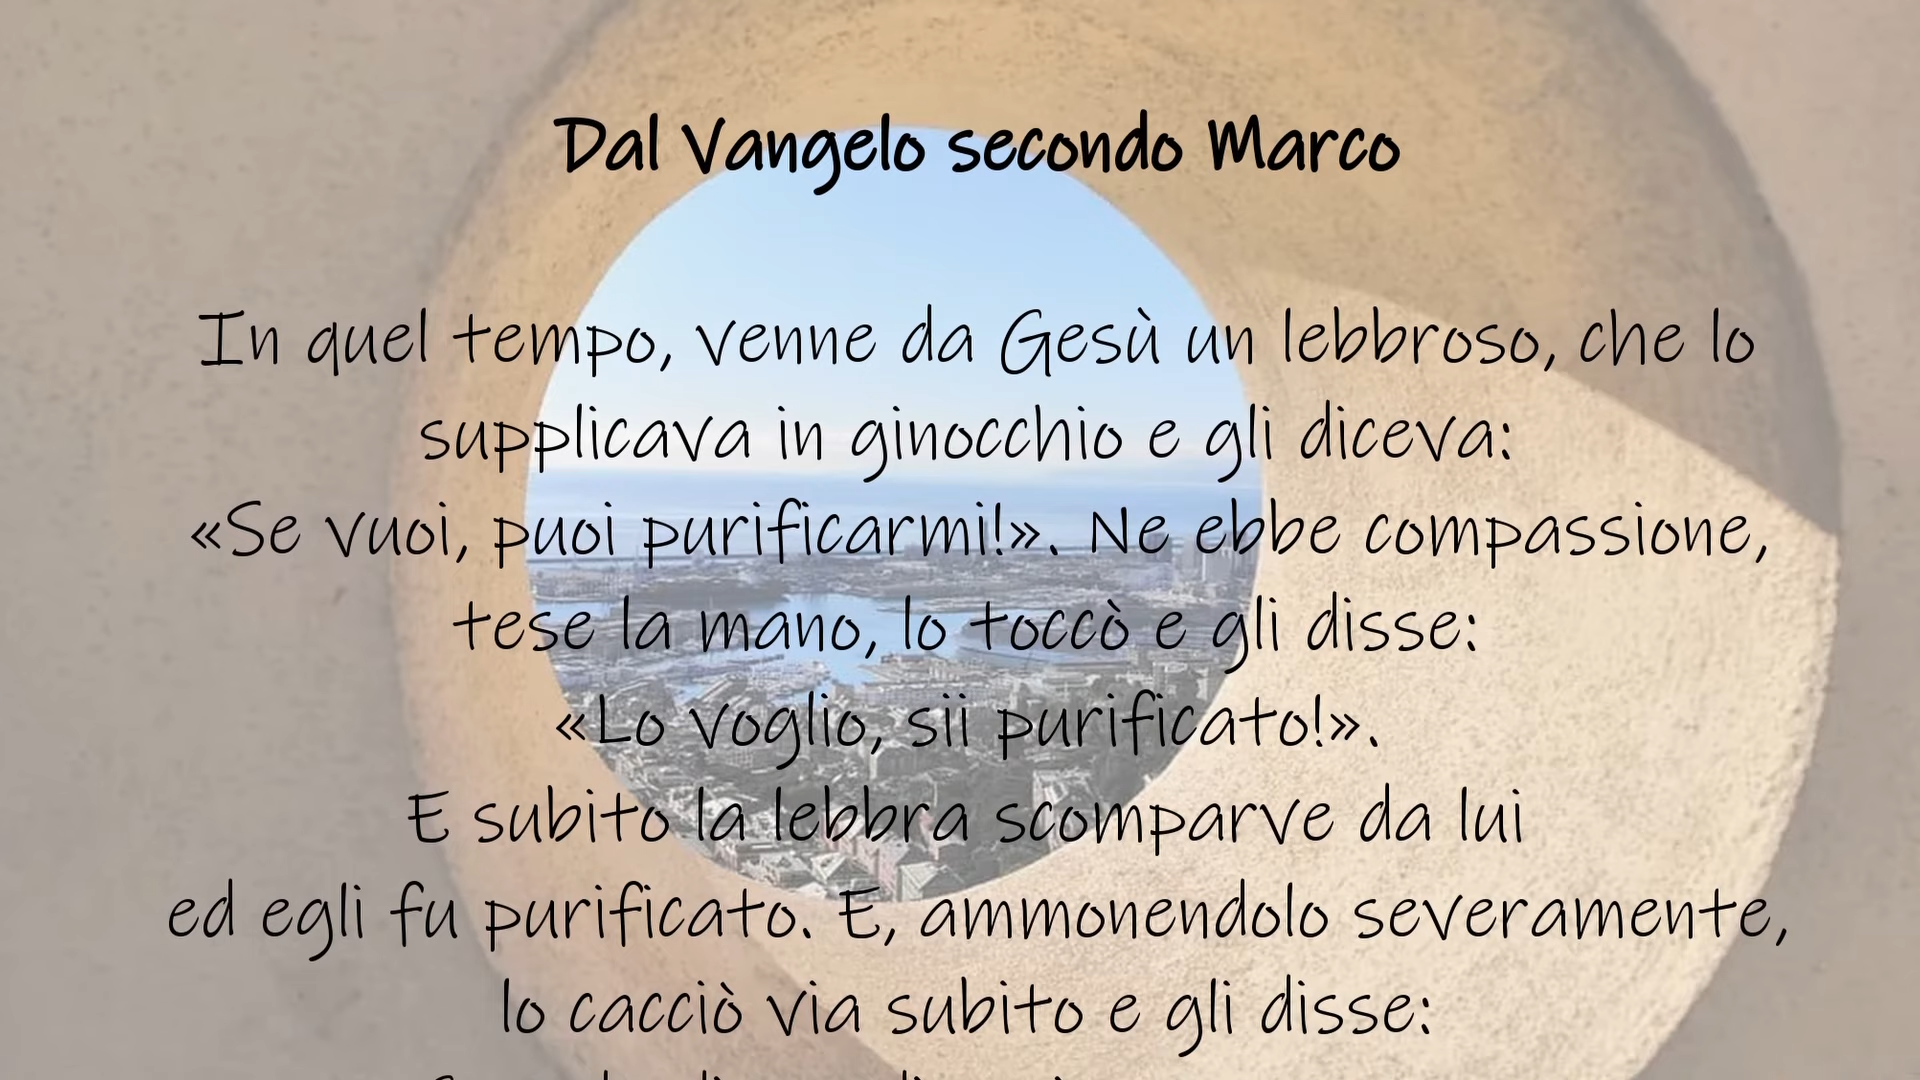 Dal Vangelo secondo Marco
In quel tempo, venne da Gesù un lebbroso, che lo
supplicava in ginocchio e gli diceva:
«Se vuoi, puoi purificarmi!». Ne ebbe compassione,
tese la mano, lo toccò e gli disse:
«Lo voglio, sii purificato!».
E subito la lebbra scomparve da lui
ed egli fu purificato. E, ammonendolo severamente,
lo cacciò via subito e gli disse: